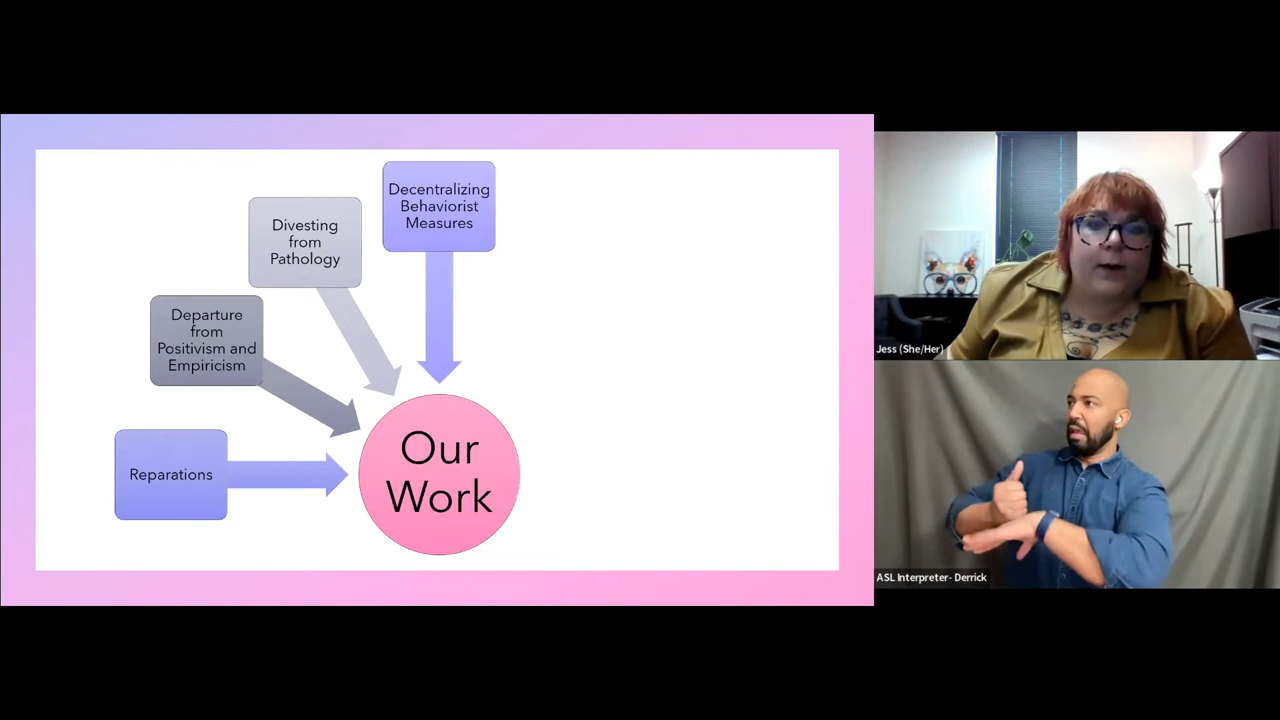 Decentralizing
Behaviorist
Measures
Divesting
from
Pathology
Departure
from
Positivism and
Empiricism
Reparations
Our
Work
Jess (She/Her)
ASL Interpreter- Derrick